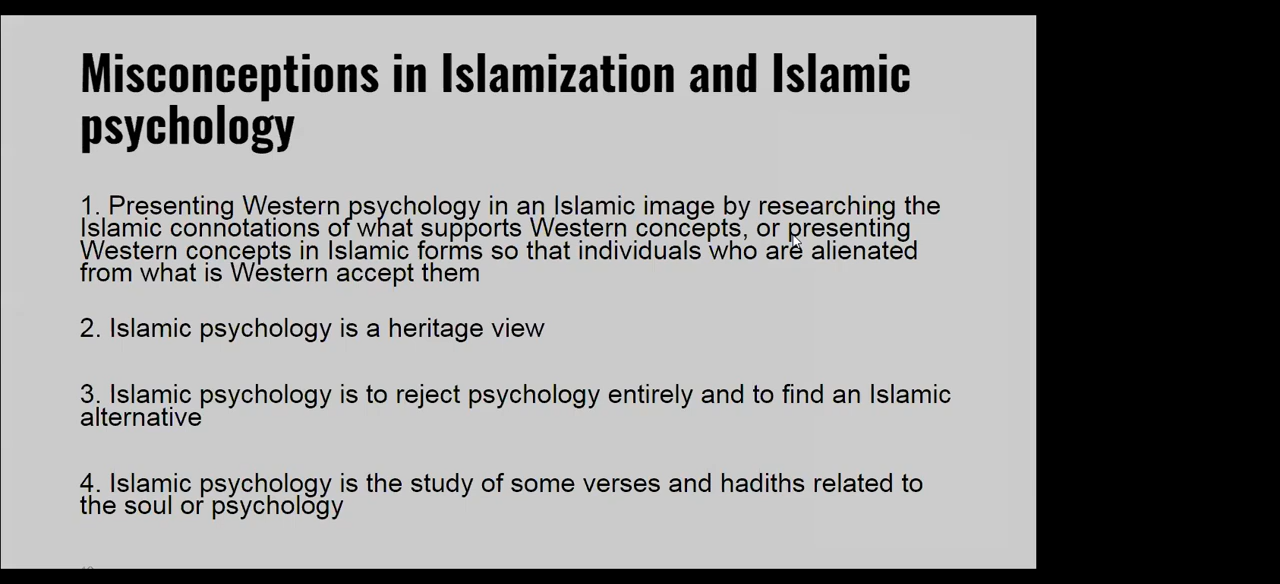 Misconceptions in Islamization and Islamic
psychology
1. Presenting Western psychology in an Islamic image by researching the
Islamic connotations of what supports Western concepts, or presenting
Western concepts in Islamic forms so that individuals who are alienated
from what is Western accept them
2. Islamic psychology is a heritage view
3. Islamic psychology is to reject psychology entirely and to find an Islamic
alternative
4. Islamic psychology is the study of some verses and hadiths related to
the soul or psychology